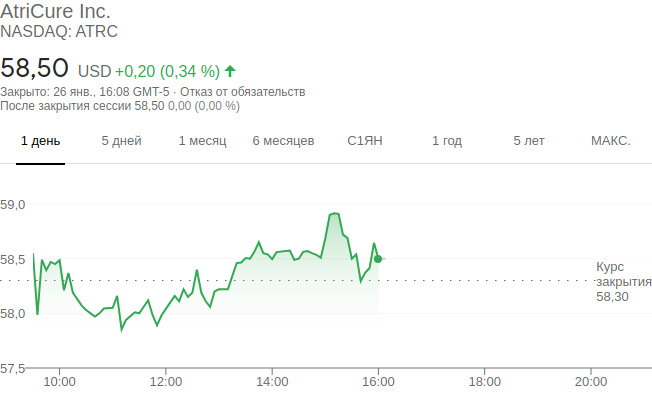 AtriCure Inc.
NASDAQ: ATRC
58,50 USD +0,20 (0,34 %)
Закрыто: 26 янв., 16:08 GMT-5 · Отказ от обязательств
После закрытия сессии 58,50 0,00 (0,00 %)
1 день 5 дней 1 месяц 6 месяцев С1ЯН 1 год 5 лет МАКС.
59,0
58,5
Курс
закрытия
58,30
58,0
57,5
10:00 12:00 14:00 16:00 18:00 20:00